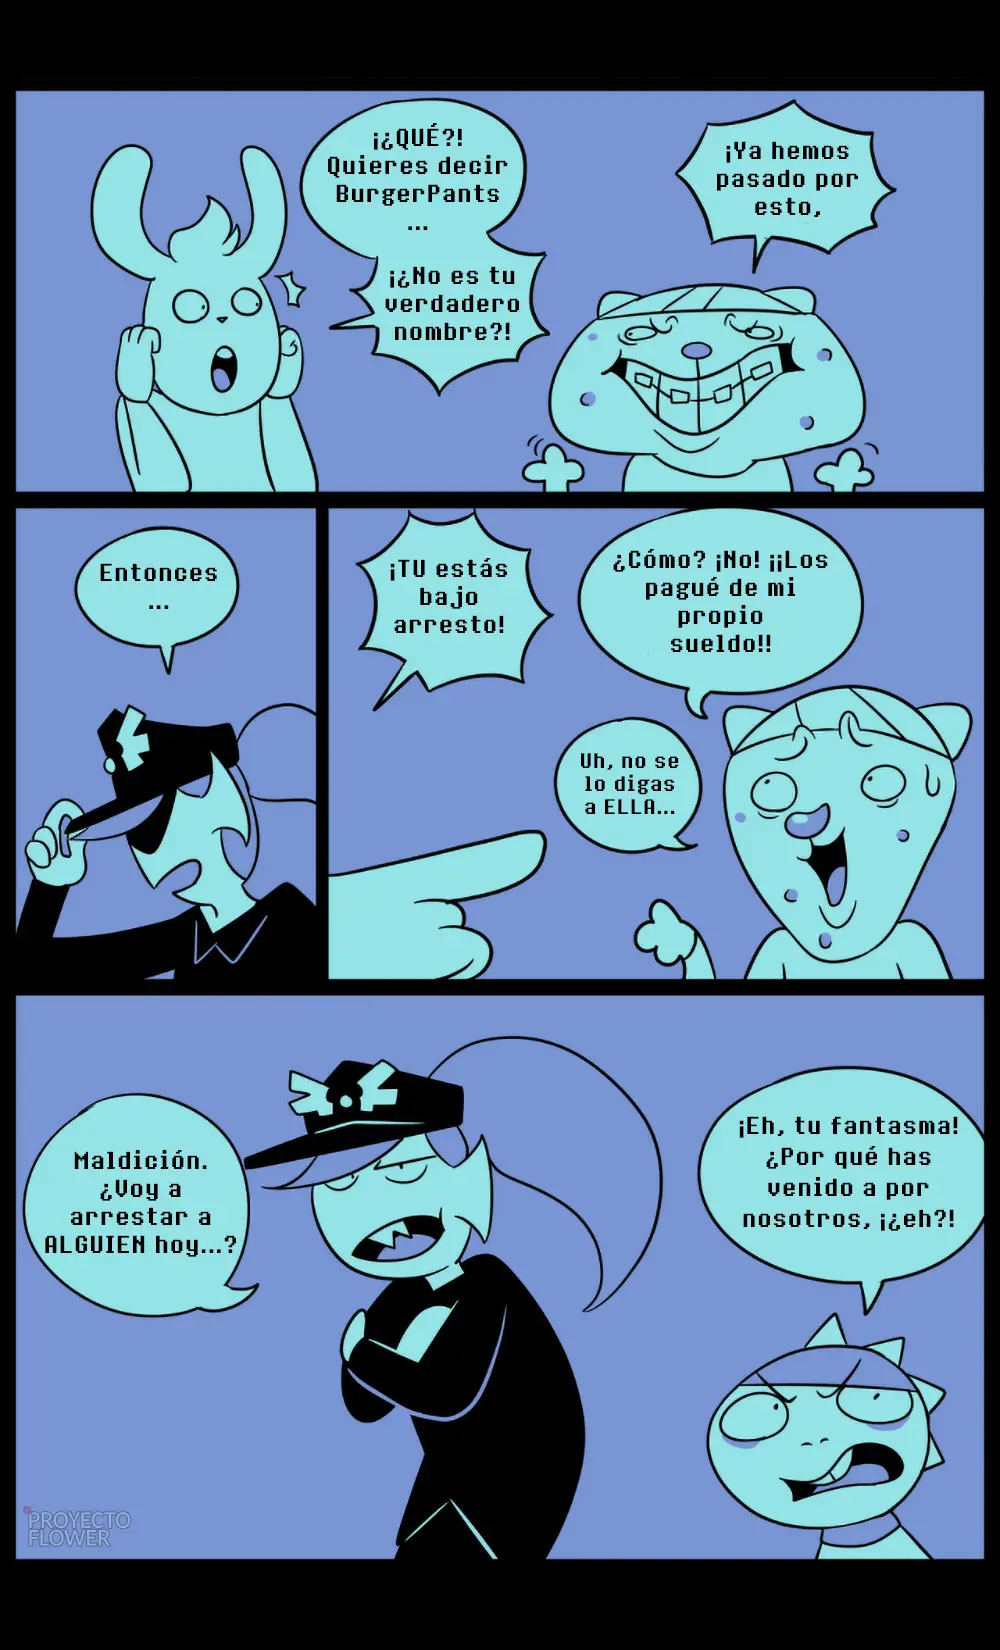 ¡¿QUÉ?!
Quieres decir
BurgerPants
...
¡¿No es tu
verdadero
nombre?!
¡Ya hemos
pasado por
esto,
Entonces
...
¡TU estás
bajo
arresto!
¿Cómo? ¡No! ¡¡Los
pagué de mi
propio
sueldo!!
Uh, no se
lo digas
a ELLA...
Maldición.
¿Voy a
arrestar a
ALGUIEN hoy...?
¡Eh, tu fantasma!
¿Por qué has
venido a por
nosotros, ¡¿eh?!
PROYECTO
FLOWER